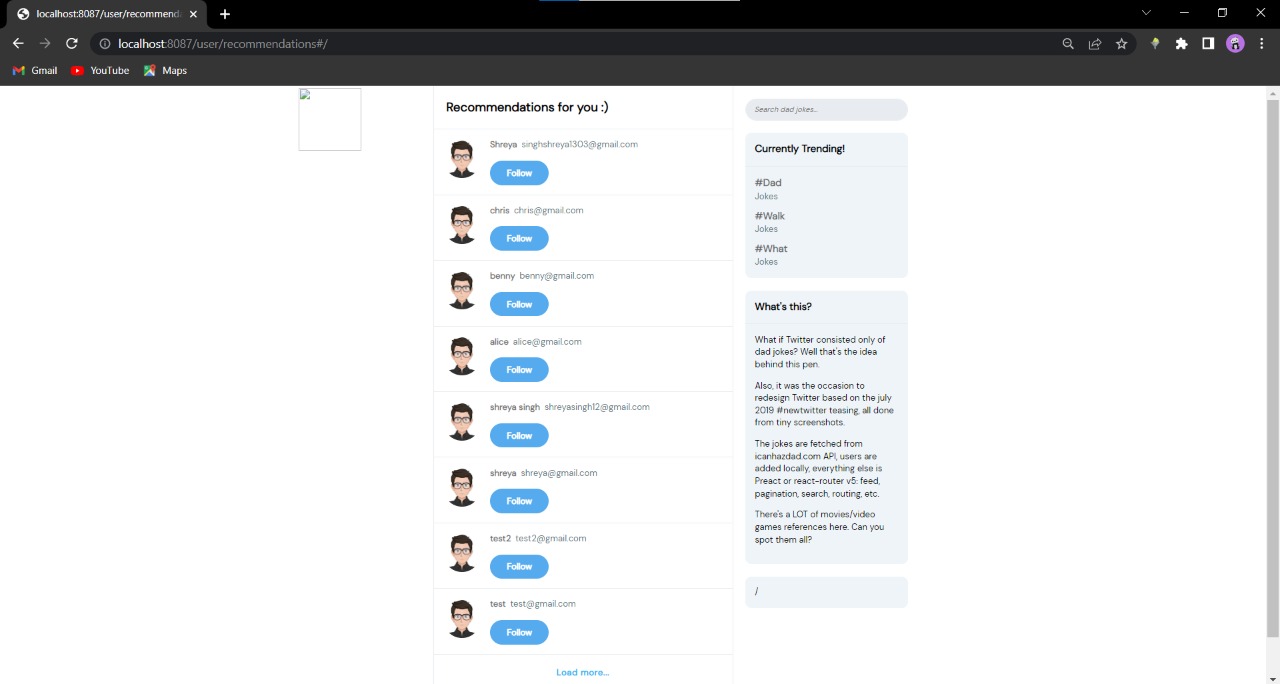 localhost:8087/user/recommend
localhost:8087/user/recommendations#/
Gmail YouTube Maps
Recommendations for you :)
Shreya singhshreya1303@gmail.com
Follow
chris chris@gmail.com
Follow
benny benny@gmail.com
Follow
alice alice@gmail.com
Follow
shreya singh shreyasingh12@gmail.com
Follow
shreya shreya@gmail.com
Follow
test2 test2@gmail.com
Follow
test test@gmail.com
Follow
Load more...
Search dad jokes...
Currently Trending!
#Dad
Jokes
#Walk
Jokes
#What
Jokes
What's this?
What if Twitter consisted only of
dad jokes? Well that's the idea
behind this pen.
Also, it was the occasion to
redesign Twitter based on the july
2019 #newtwitter teasing, all done
from tiny screenshots.
The jokes are fetched from
icanhazdad.com API, users are
added locally, everything else is
Preact or react-router v5: feed,
pagination, search, routing, etc.
There's a LOT of movies/video
games references here. Can you
spot them all?
/